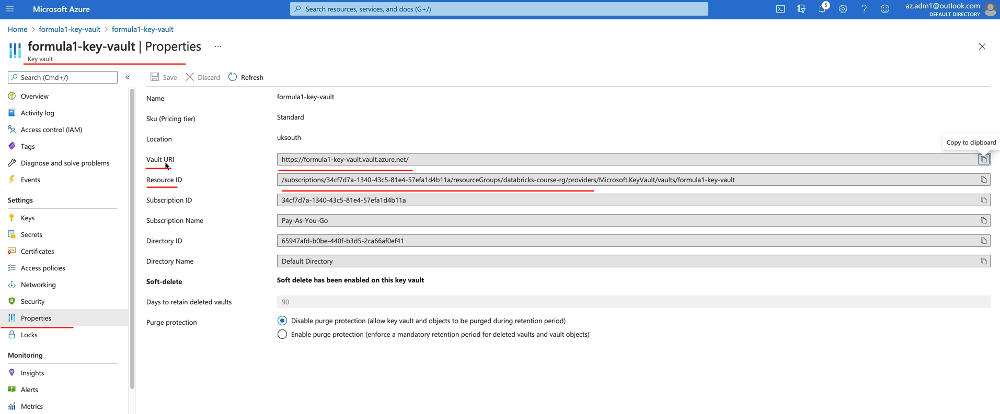 Microsoft Azure
Search resources, services, and docs (G+/)
5
az.adm1@outlook.com
DEFAULT DIRECTORY
Home > formula1-key-vault > formula1-key-vault
formula1-key-vault | Properties ...
Key vault
Search (Cmd+/)
«
Save
Discard
Refresh
Overview
Activity log
Access control (IAM)
Tags
Diagnose and solve problems
Events
Settings
Keys
Secrets
Certificates
Access policies
Networking
Security
Properties
Locks
Monitoring
Insights
Alerts
Metrics
Name formula1-key-vault
Sku (Pricing tier) Standard
Location uksouth
Copy to clipboard
Vault URI https://formula1-key-vault.vault.azure.net/
Resource ID /subscriptions/34cf7d7a-1340-43c5-81e4-57efa1d4b11a/resourceGroups/databricks-course-rg/providers/Microsoft.KeyVault/vaults/formula1-key-vault
Subscription ID 34cf7d7a-1340-43c5-81e4-57efa1d4b11a
Subscription Name Pay-As-You-Go
Directory ID 65947afd-b0be-440f-b3d5-2ca66af0ef41
Directory Name Default Directory
Soft-delete Soft delete has been enabled on this key vault
Days to retain deleted vaults 90
Purge protection Disable purge protection (allow key vault and objects to be purged during retention period)
Enable purge protection (enforce a mandatory retention period for deleted vaults and vault objects)